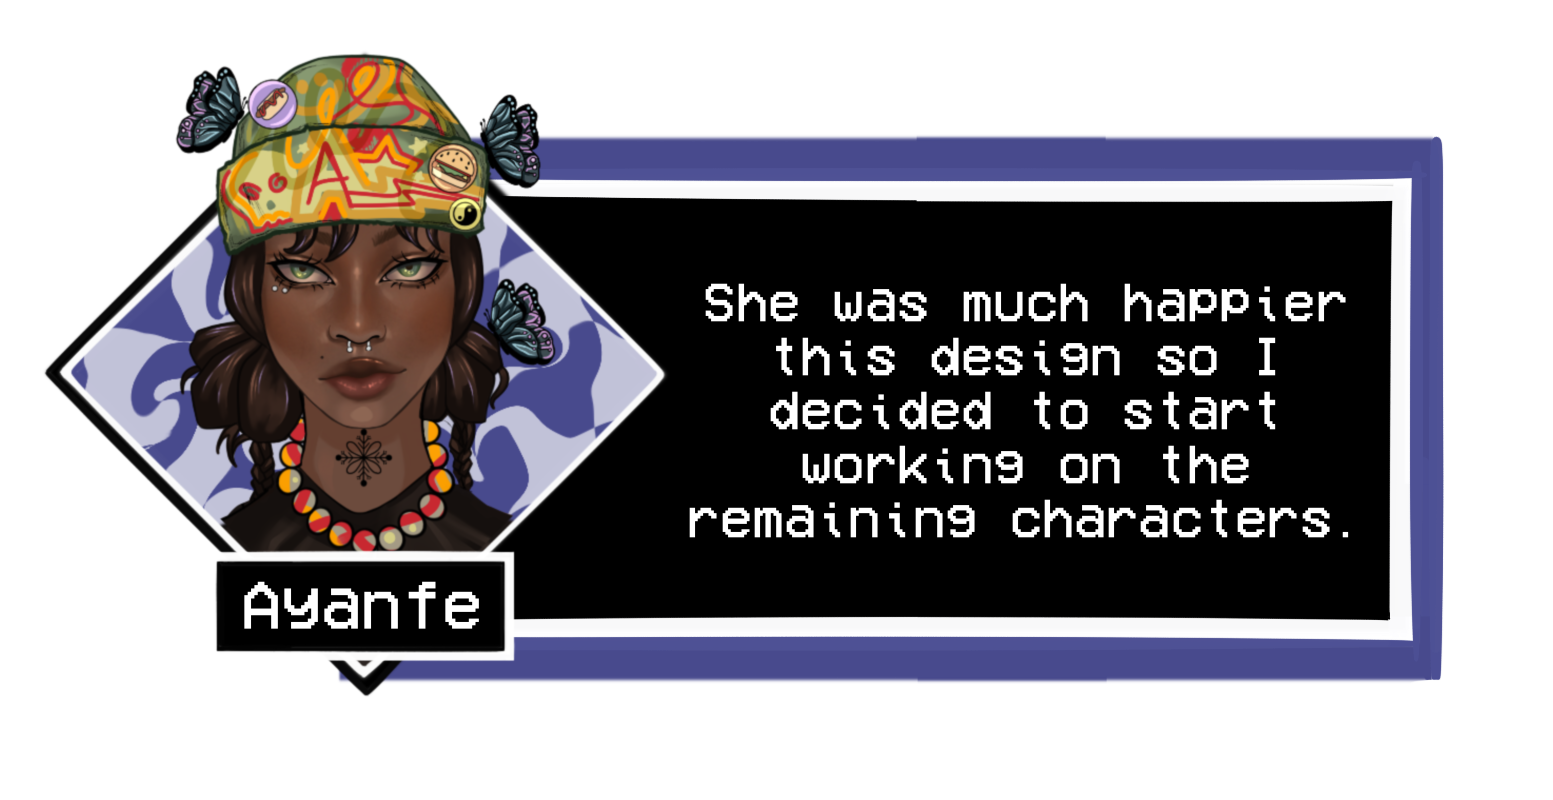 A
She was much happier
this design so I
decided to start
working on the
remaining characters.
Ayanfe